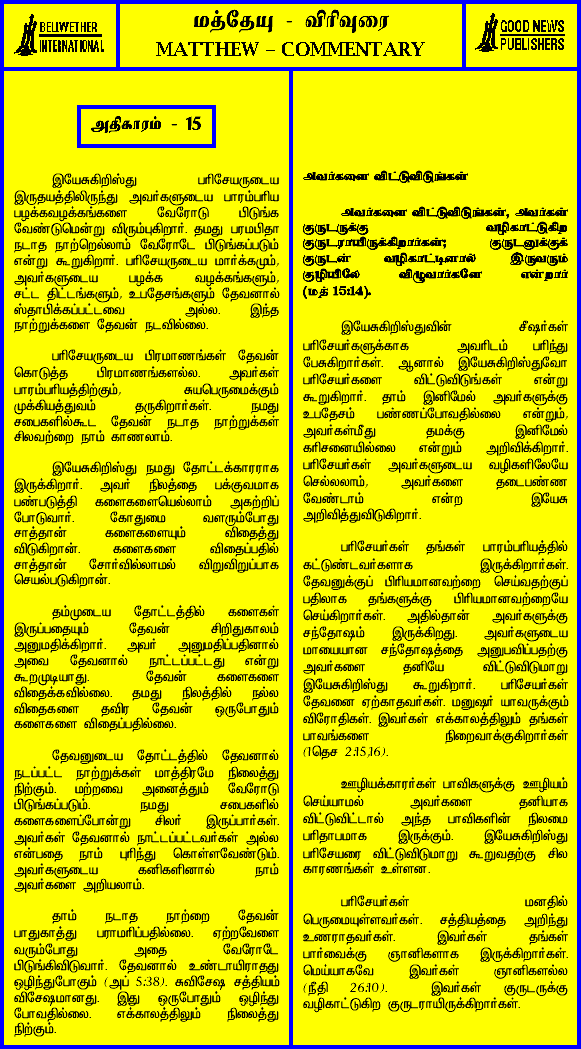 BELIWETHER
INTERNATIONAL
மத்தேயு - விரிவுரை
MATTHEW – COMMENTARY
GOOD NEWS
PUBLISHERS
அதிகாரம் - 15
இயேசுகிறிஸ்து பரிசேயருடைய
இருதயத்திலிருந்து அவர்களுடைய பாரம்பரிய
பழக்கவழக்கங்களை வேரோடு பிடுங்க
வேண்டுமென்று விரும்புகிறார். தமது பரமபிதா
நடாத நாற்றெல்லாம் வேரோடே பிடுங்கப்படும்
என்று கூறுகிறார். பரிசேயருடைய மார்க்கமும்,
அவர்களுடைய பழக்க வழக்கங்களும்,
சட்ட திட்டங்களும், உபதேசங்களும் தேவனால்
ஸ்தாபிக்கப்பட்டவை அல்ல. இந்த
நாற்றுக்களை தேவன் நடவில்லை.
பரிசேயருடைய பிரமாணங்கள் தேவன்
கொடுத்த பிரமாணங்களல்ல. அவர்கள்
பாரம்பரியத்திற்கும், சுயபெருமைக்கும்
முக்கியத்துவம் தருகிறார்கள். நமது
சபைகளில்கூட தேவன் நடாத நாற்றுக்கள்
சிலவற்றை நாம் காணலாம்.
இயேசுகிறிஸ்து நமது தோட்டக்காரராக
இருக்கிறார். அவர் நிலத்தை பக்குவமாக
பண்படுத்தி களைகளையெல்லாம் அகற்றிப்
போடுவார். கோதுமை வளரும்போது
சாத்தான் களைகளையும் விதைத்து
விடுகிறான். களைகளை விதைப்பதில்
சாத்தான் சோர்வில்லாமல் விறுவிறுப்பாக
செயல்படுகிறான்.
தம்முடைய தோட்டத்தில் களைகள்
இருப்பதையும் தேவன் சிறிதுகாலம்
அனுமதிக்கிறார். அவர் அனுமதிப்பதினால்
அவை தேவனால் நாட்டப்பட்டது என்று
கூறமுடியாது. தேவன் களைகளை
விதைக்கவில்லை. தமது நிலத்தில் நல்ல
விதைகளை தவிர தேவன் ஒருபோதும்
களைகளை விதைப்பதில்லை.
தேவனுடைய தோட்டத்தில் தேவனால்
நடப்பட்ட நாற்றுக்கள் மாத்திரமே நிலைத்து
நிற்கும். மற்றவை அனைத்தும் வேரோடு
பிடுங்கப்படும். நமது சபைகளில்
களைகளைப்போன்று சிலர் இருப்பார்கள்.
அவர்கள் தேவனால் நாட்டப்பட்டவர்கள் அல்ல
என்பதை நாம் புரிந்து கொள்ளவேண்டும்.
அவர்களுடைய கனிகளினால் நாம்
அவர்களை அறியலாம்.
தாம் நடாத நாற்றை தேவன்
பாதுகாத்து பராமரிப்பதில்லை. ஏற்றவேளை
வரும்போது அதை வேரோடே
பிடுங்கிவிடுவார். தேவனால் உண்டாயிராதது
ஒழிந்துபோகும் (அப் 5:38). சுவிசேஷ சத்தியம்
விசேஷமானது. இது ஒருபோதும் ஒழிந்து
போவதில்லை. எக்காலத்திலும் நிலைத்து
நிற்கும்.
அவர்களை விட்டுவிடுங்கள்
அவர்களை விட்டுவிடுங்கள், அவர்கள்
குருடருக்கு வழிகாட்டுகிற
குருடராயிருக்கிறார்கள்; குருடனுக்குக்
குருடன் வழிகாட்டினால் இருவரும்
குழியிலே விழுவார்களே என்றார்
(மத் 15:14).
இயேசுகிறிஸ்துவின் சீஷர்கள்
பரிசேயர்களுக்காக அவரிடம் பரிந்து
பேசுகிறார்கள். ஆனால் இயேசுகிறிஸ்துவோ
பரிசேயர்களை விட்டுவிடுங்கள் என்று
கூறுகிறார். தாம் இனிமேல் அவர்களுக்கு
உபதேசம் பண்ணப்போவதில்லை என்றும்,
அவர்கள்மீது தமக்கு இனிமேல்
கரிசனையில்லை என்றும் அறிவிக்கிறார்.
பரிசேயர்கள் அவர்களுடைய வழிகளிலேயே
செல்லலாம், அவர்களை தடைபண்ண
வேண்டாம் என்ற இயேசு
அறிவித்துவிடுகிறார்.
பரிசேயர்கள் தங்கள் பாரம்பரியத்தில்
கட்டுண்டவர்களாக இருக்கிறார்கள்.
தேவனுக்குப் பிரியமானவற்றை செய்வதற்குப்
பதிலாக தங்களுக்கு பிரியமானவற்றையே
செய்கிறார்கள். அதில்தான் அவர்களுக்கு
சந்தோஷம் இருக்கிறது. அவர்களுடைய
மாயையான சந்தோஷத்தை அனுபவிப்பதற்கு
அவர்களை தனியே விட்டுவிடுமாறு
இயேசுகிறிஸ்து கூறுகிறார். பரிசேயர்கள்
தேவனை ஏற்காதவர்கள். மனுஷர் யாவருக்கும்
விரோதிகள். இவர்கள் எக்காலத்திலும் தங்கள்
பாவங்களை நிறைவாக்குகிறார்கள்
(1தெச 2:15,16).
ஊழியக்காரர்கள் பாவிகளுக்கு ஊழியம்
செய்யாமல் அவர்களை தனியாக
விட்டுவிட்டால் அந்த பாவிகளின் நிலமை
பரிதாபமாக இருக்கும். இயேசுகிறிஸ்து
பரிசேயரை விட்டுவிடுமாறு கூறுவதற்கு சில
காரணங்கள் உள்ளன.
பரிசேயர்கள் மனதில்
பெருமையுள்ளவர்கள். சத்தியத்தை அறிந்து
உணராதவர்கள். இவர்கள் தங்கள்
பார்வைக்கு ஞானிகளாக இருக்கிறார்கள்.
மெய்யாகவே இவர்கள் ஞானிகளல்ல
(நீதி 26:10). இவர்கள் குருடருக்கு
வழிகாட்டுகிற குருடராயிருக்கிறார்கள்.